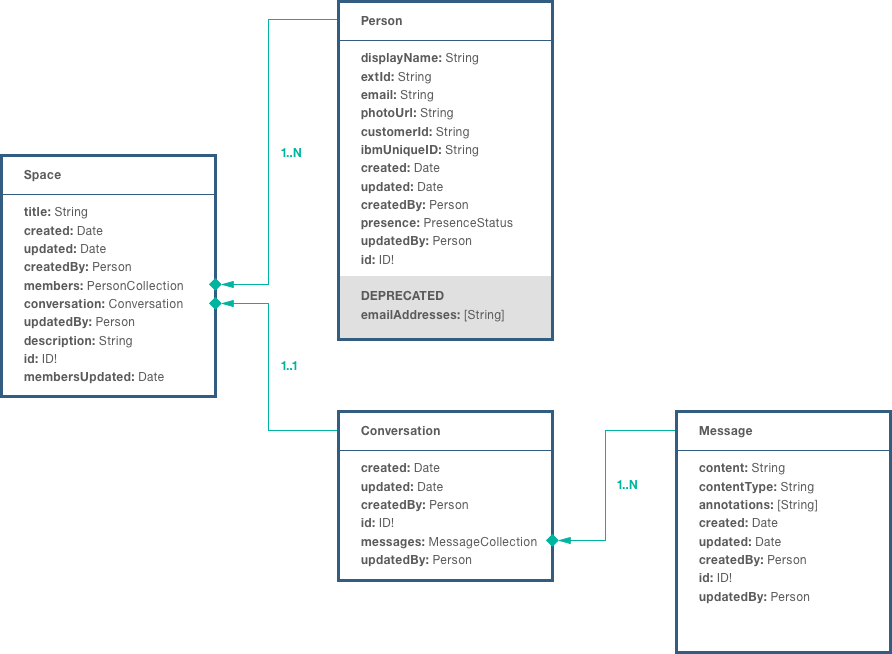 Person
displayName: String
extId: String
email: String
photoUrl: String
customerId: String
ibmUniqueID: String
created: Date
updated: Date
createdBy: Person
presence: PresenceStatus
updatedBy: Person
id: ID!
DEPRECATED
emailAddresses: [String]
1..N
Space
title: String
created: Date
updated: Date
createdBy: Person
members: PersonCollection
conversation: Conversation
updatedBy: Person
description: String
id: ID!
membersUpdated: Date
1..1
Conversation
created: Date
updated: Date
createdBy: Person
id: ID!
messages: MessageCollection
updatedBy: Person
1..N
Message
content: String
contentType: String
annotations: [String]
created: Date
updated: Date
createdBy: Person
id: ID!
updatedBy: Person